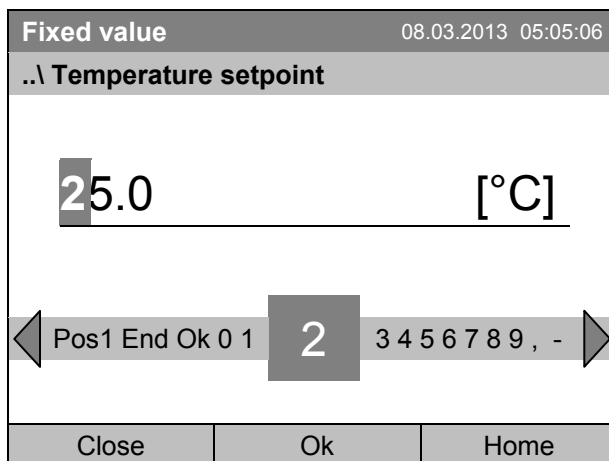 Fixed value 08.03.2013 05:05:06
..\ Temperature setpoint
25.0 [°C]
Pos1 End Ok 0 1 2 3 4 5 6 7 8 9 , -
Close Ok Home